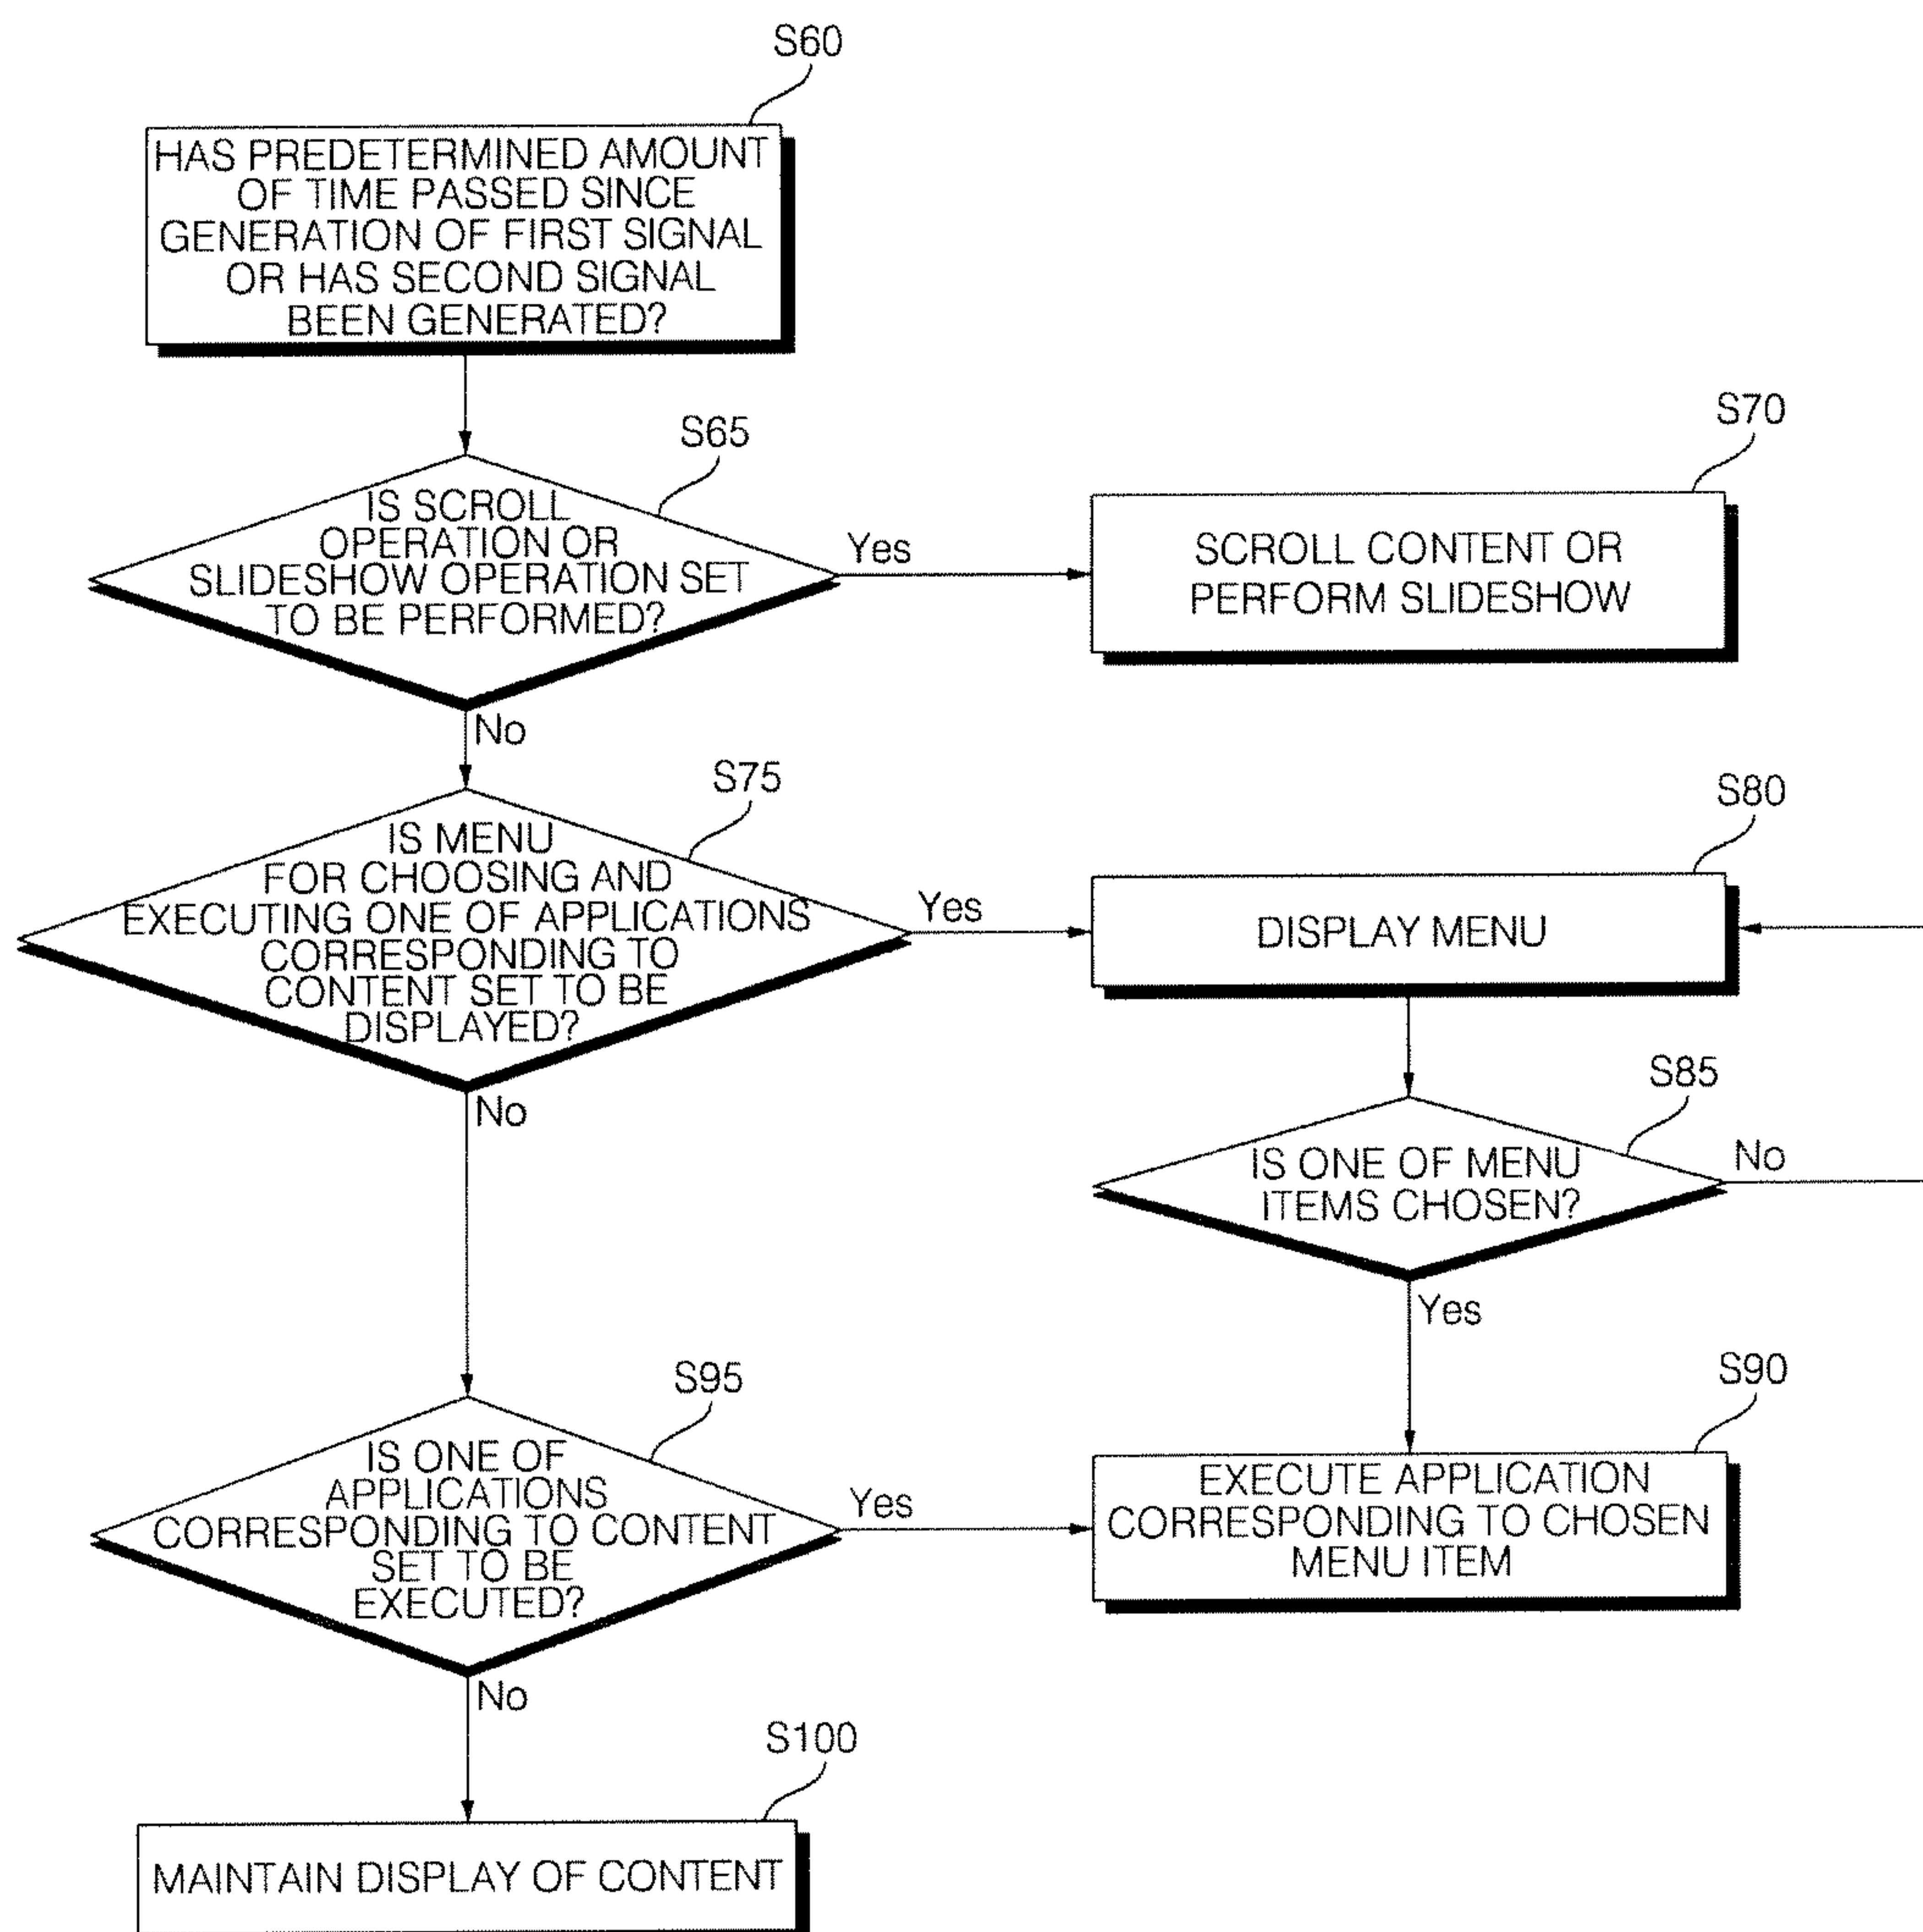 S60
HAS PREDETERMINED AMOUNT
OF TIME PASSED SINCE
GENERATION OF FIRST SIGNAL
OR HAS SECOND SIGNAL
BEEN GENERATED?
S65
IS SCROLL
OPERATION OR
SLIDESHOW OPERATION SET
TO BE PERFORMED?
Yes
S70
SCROLL CONTENT OR
PERFORM SLIDESHOW
No
S75
IS MENU
FOR CHOOSING AND
EXECUTING ONE OF APPLICATIONS
CORRESPONDING TO
CONTENT SET TO BE
DISPLAYED?
Yes
S80
DISPLAY MENU
No
S85
IS ONE OF MENU
ITEMS CHOSEN?
No
Yes
S95
IS ONE OF
APPLICATIONS
CORRESPONDING TO CONTENT
SET TO BE
EXECUTED?
Yes
S90
EXECUTE APPLICATION
CORRESPONDING TO CHOSEN
MENU ITEM
No
S100
MAINTAIN DISPLAY OF CONTENT